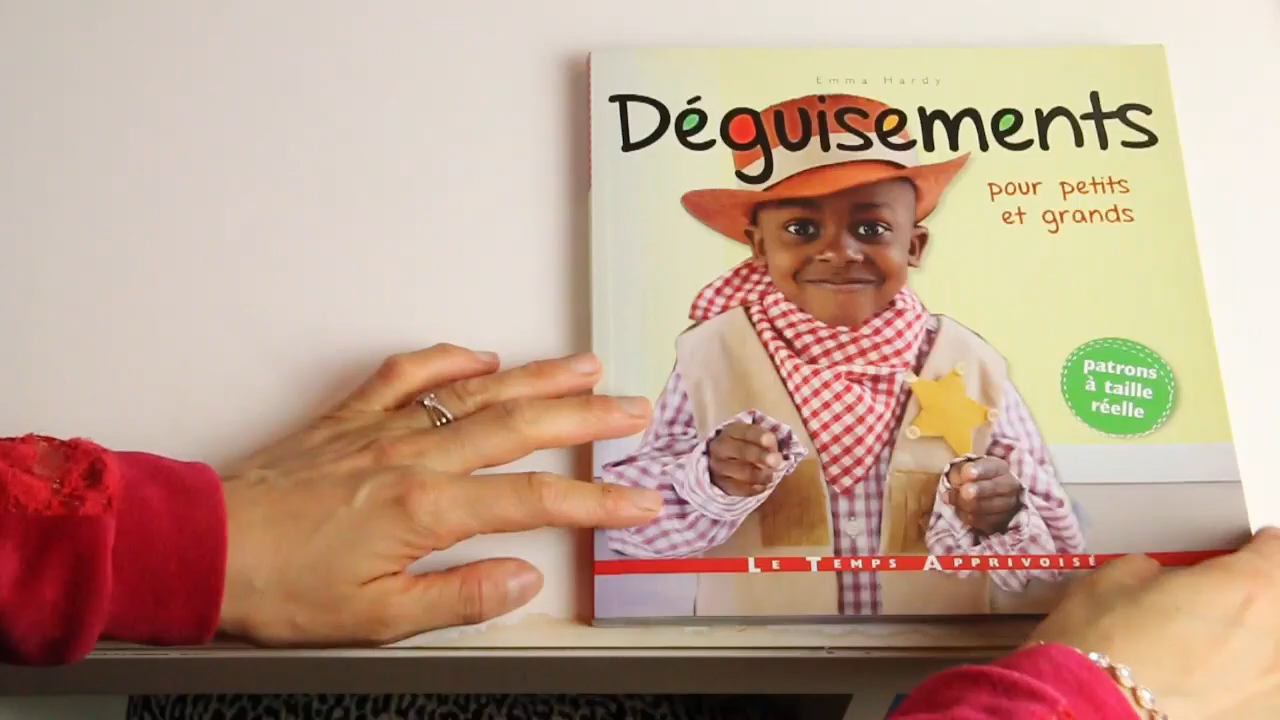 Emma Hardy
Déguisements
pour petits
et grands
patrons
à taille
réelle
LE TEMPS APPRIVOISÉ